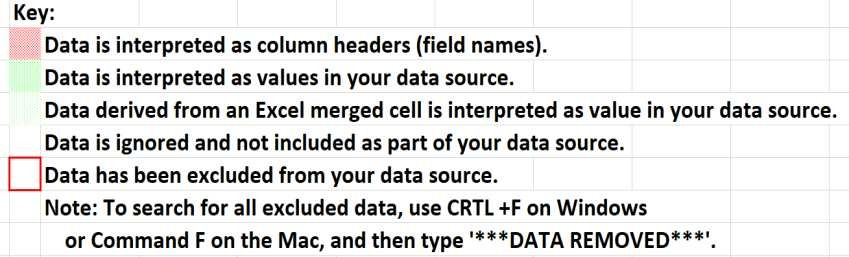 Key:
Data is interpreted as column headers (field names).
Data is interpreted as values in your data source.
Data derived from an Excel merged cell is interpreted as value in your data source.
Data is ignored and not included as part of your data source.
Data has been excluded from your data source.
Note: To search for all excluded data, use CRTL +F on Windows
or Command F on the Mac, and then type '***DATA REMOVED***'.